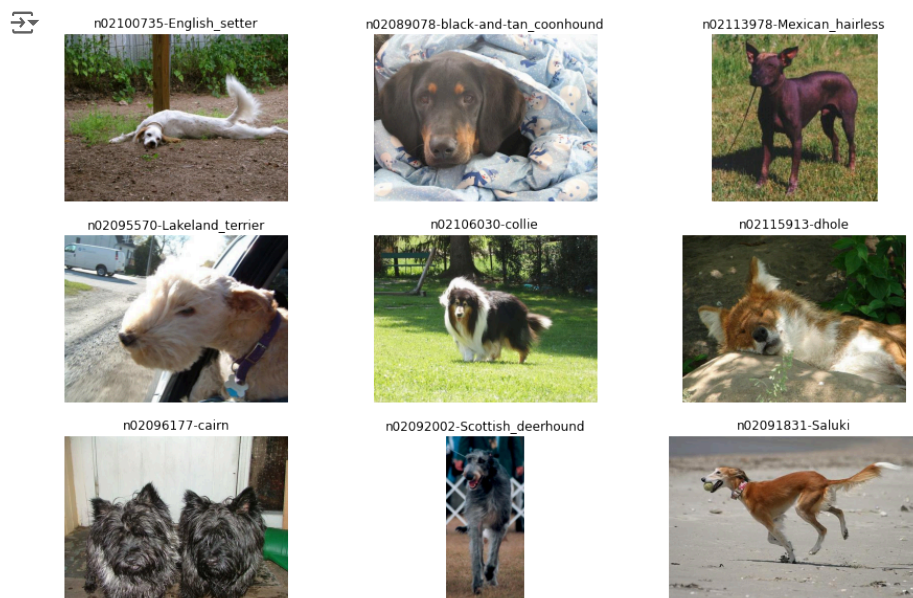 n02100735-English_setter
n02089078-black-and-tan_coonhound
n02113978-Mexican_hairless
n02095570-Lakeland_terrier
n02106030-collie
n02115913-dhole
n02096177-cairn
n02092002-Scottish_deerhound
n02091831-Saluki